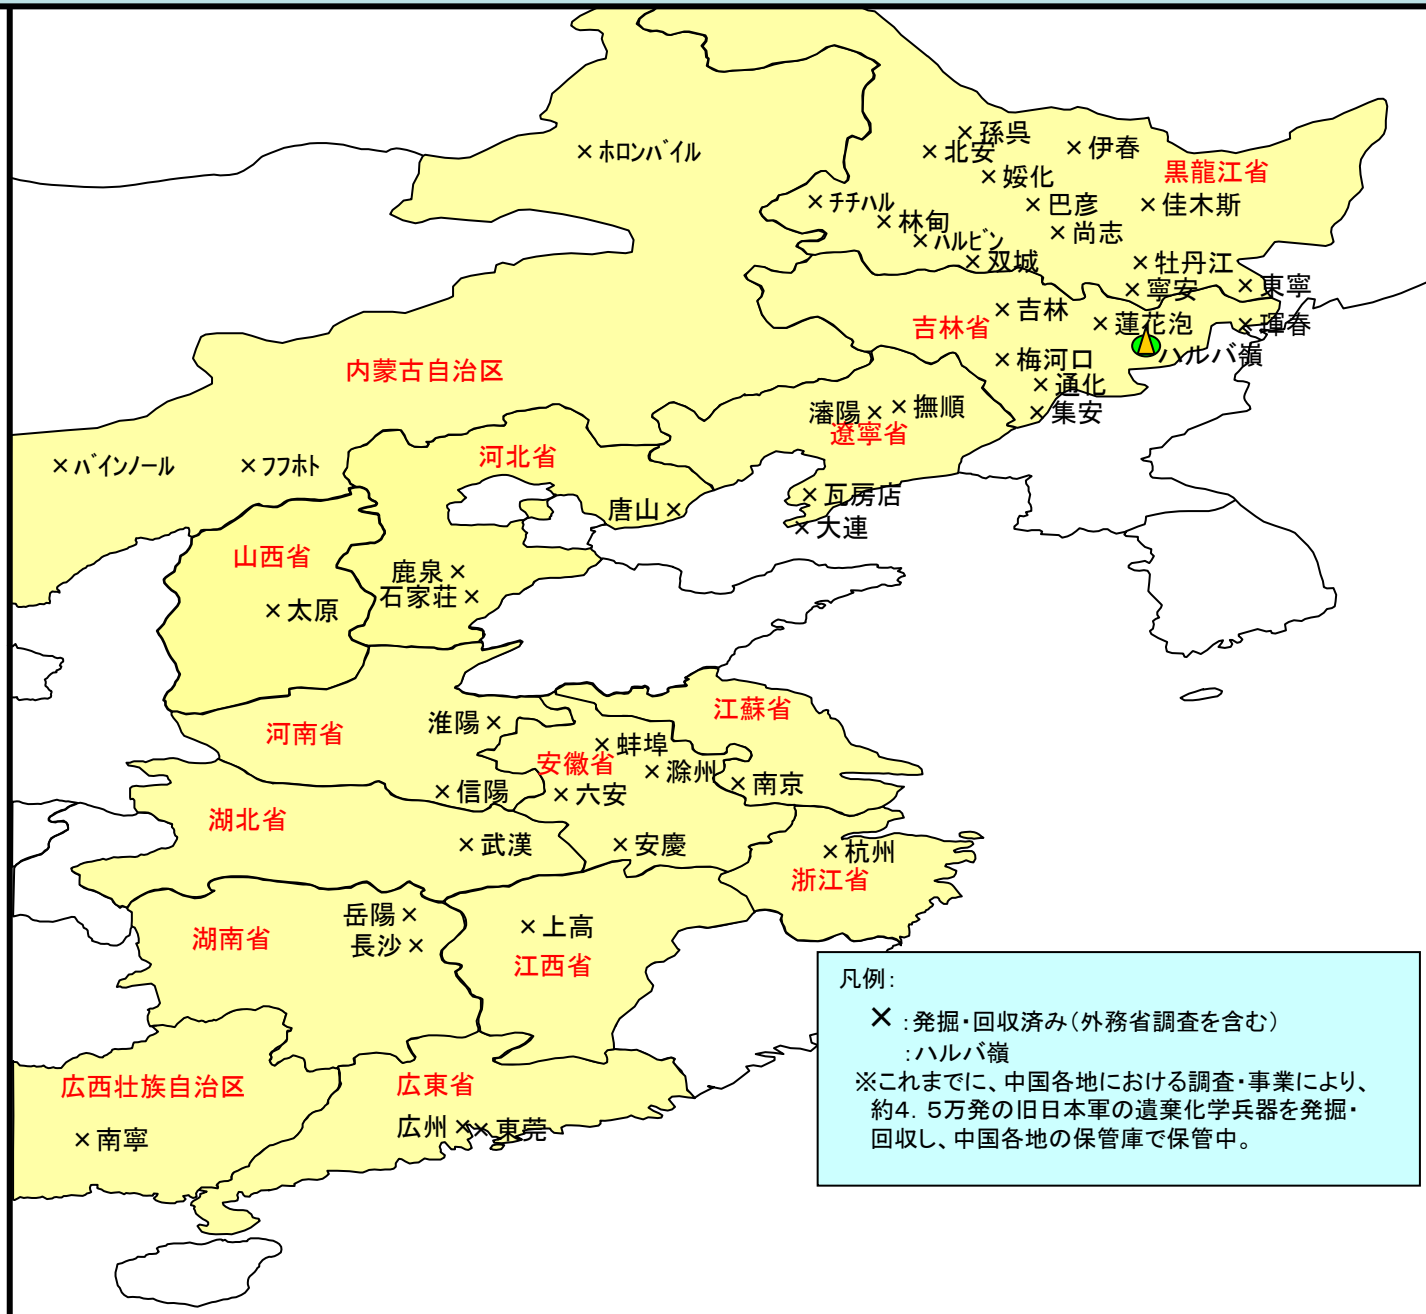 ×孫呉
×北安
×伊春
黒龍江省
×ホロンバイル
×綏化
×チチハル
×巴彦
×佳木斯
×林甸
×尚志
×ハルビン
×双城
×牡丹江
×寧安
×東寧
×吉林
吉林省
×蓮花泡
×琿春
×梅河口
ハルバ嶺
内蒙古自治区
×通化
×集安
瀋陽×
×撫順
遼寧省
河北省
×バインノール
×フフホト
唐山×
×瓦房店
×大連
山西省
鹿泉×
石家荘×
×太原
江蘇省
河南省
淮陽×
×蚌埠
安徽省
×滁州
×南京
×信陽
×六安
湖北省
×武漢
×安慶
×杭州
浙江省
岳陽×
湖南省
長沙×
×上高
江西省
広西壮族自治区
広東省
広州×
×東莞
×南寧
凡例:
×:発掘・回収済み(外務省調査を含む)
:ハルバ嶺
※これまでに、中国各地における調査・事業により、
約4.5万発の旧日本軍の遺棄化学兵器を発掘・
回収し、中国各地の保管庫で保管中。